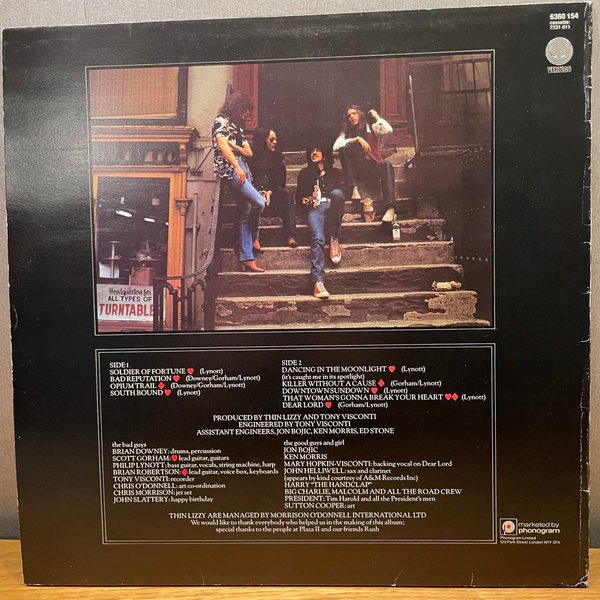 6360 154
cassette:
7231 011
VERTIGO
Headquarters for
ALL TYPES OF
TURNTABLE
SIDE 1
SOLDIER OF FORTUNE ♥ (Lynott)
BAD REPUTATION ♥ (Downey/Gorham/Lynott)
OPIUM TRAIL ♦ (Downey/Gorham/Lynott)
SOUTH BOUND ♥ (Lynott)
SIDE 2
DANCING IN THE MOONLIGHT ♥ (Lynott)
(it's caught me in its spotlight)
KILLER WITHOUT A CAUSE ♦ (Gorham/Lynott)
DOWNTOWN SUNDOWN ♥ (Lynott)
THAT WOMAN'S GONNA BREAK YOUR HEART ♥♦ (Lynott)
DEAR LORD ♥ (Gorham/Lynott)
PRODUCED BY THIN LIZZY AND TONY VISCONTI
ENGINEERED BY TONY VISCONTI
ASSISTANT ENGINEERS, JON BOJIC, KEN MORRIS, ED STONE
the bad guys
BRIAN DOWNEY: drums, percussion
SCOTT GORHAM: ♥ lead guitar, guitars
PHILIP LYNOTT: bass guitar, vocals, string machine, harp
BRIAN ROBERTSON: ♦ lead guitar, voice box, keyboards
TONY VISCONTI: recorder
CHRIS O'DONNELL: art co-ordination
CHRIS MORRISON: jet set
JOHN SLATTERY: happy birthday
the good guys and girl
JON BOJIC
KEN MORRIS
MARY HOPKIN-VISCONTI: backing vocal on Dear Lord
JOHN HELLIWELL: sax and clarinet
(appears by kind courtesy of A&M Records Inc)
HARRY "THE HANDCLAP"
BIG CHARLIE, MALCOLM AND ALL THE ROAD CREW
PRESIDENT: Tim Harold and all the President's men
SUTTON COOPER: art
THIN LIZZY ARE MANAGED BY MORRISON O'DONNELL INTERNATIONAL LTD
We would like to thank everybody who helped us in the making of this album;
special thanks to the people at Plaza II and our friends Rush
marketed by
phonogram
Phonogram Limited
129 Park Street London W1Y 3FA